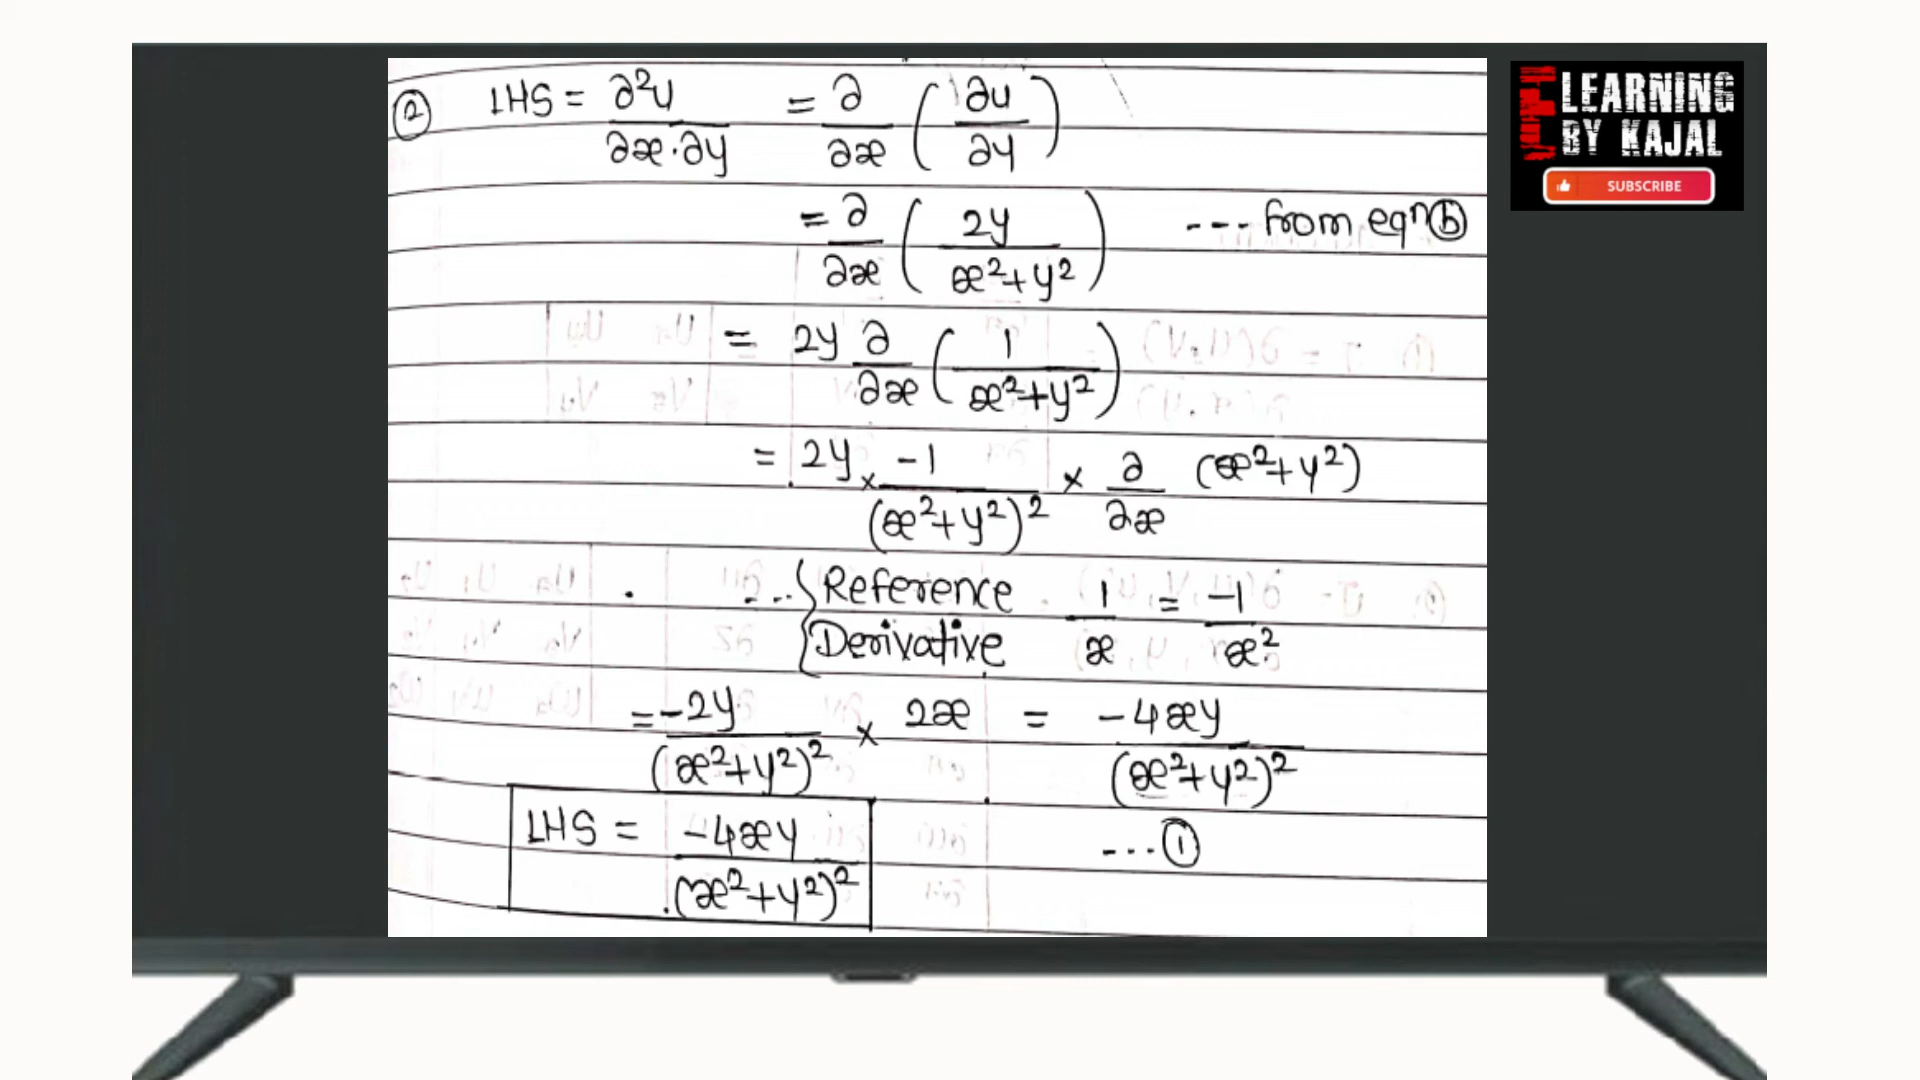 ② LHS = ∂²u / ∂x·∂y = ∂/∂x (∂u/∂y)
= ∂/∂x (2y / x²+y²) --- from eqⁿ ⓑ
= 2y ∂/∂x (1 / x²+y²)
= 2y × -1 / (x²+y²)² × ∂/∂x (x²+y²)
... { Reference Derivative 1/x = -1/x²
= -2y / (x²+y²)² × 2x = -4xy / (x²+y²)²
LHS = -4xy / (x²+y²)² ...①
LEARNING
BY KAJAL
SUBSCRIBE